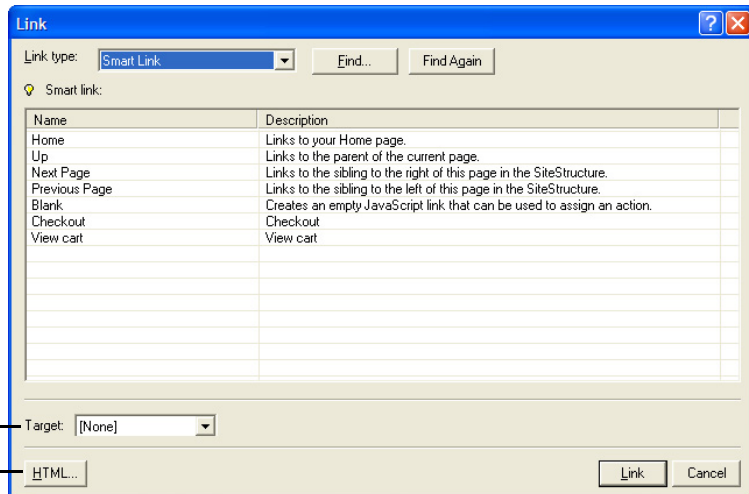 Link
Link type: Smart Link Find... Find Again
Smart link:
Name Description
Home Links to your Home page.
Up Links to the parent of the current page.
Next Page Links to the sibling to the right of this page in the SiteStructure.
Previous Page Links to the sibling to the left of this page in the SiteStructure.
Blank Creates an empty JavaScript link that can be used to assign an action.
Checkout Checkout
View cart View cart
Target: [None]
HTML... Link Cancel